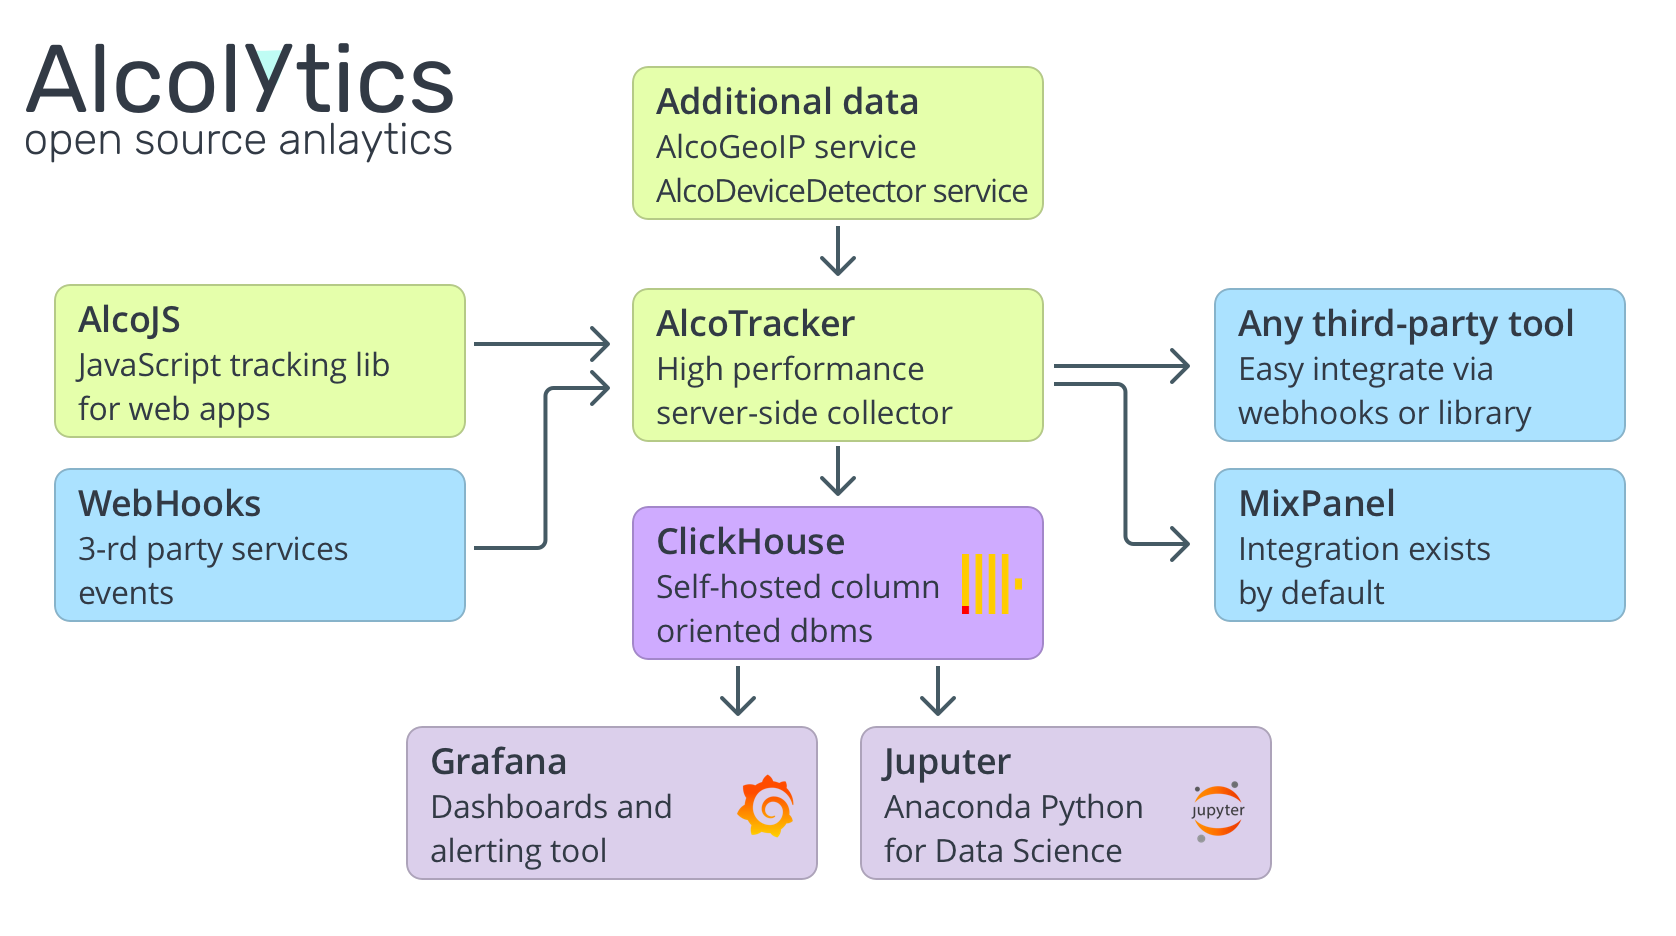 Alcolytics
open source anlaytics
Additional data
AlcoGeoIP service
AlcoDeviceDetector service
AlcoJS
JavaScript tracking lib
for web apps
AlcoTracker
High performance
server-side collector
Any third-party tool
Easy integrate via
webhooks or library
WebHooks
3-rd party services
events
ClickHouse
Self-hosted column
oriented dbms
MixPanel
Integration exists
by default
Grafana
Dashboards and
alerting tool
Juputer
Anaconda Python
for Data Science
jupyter